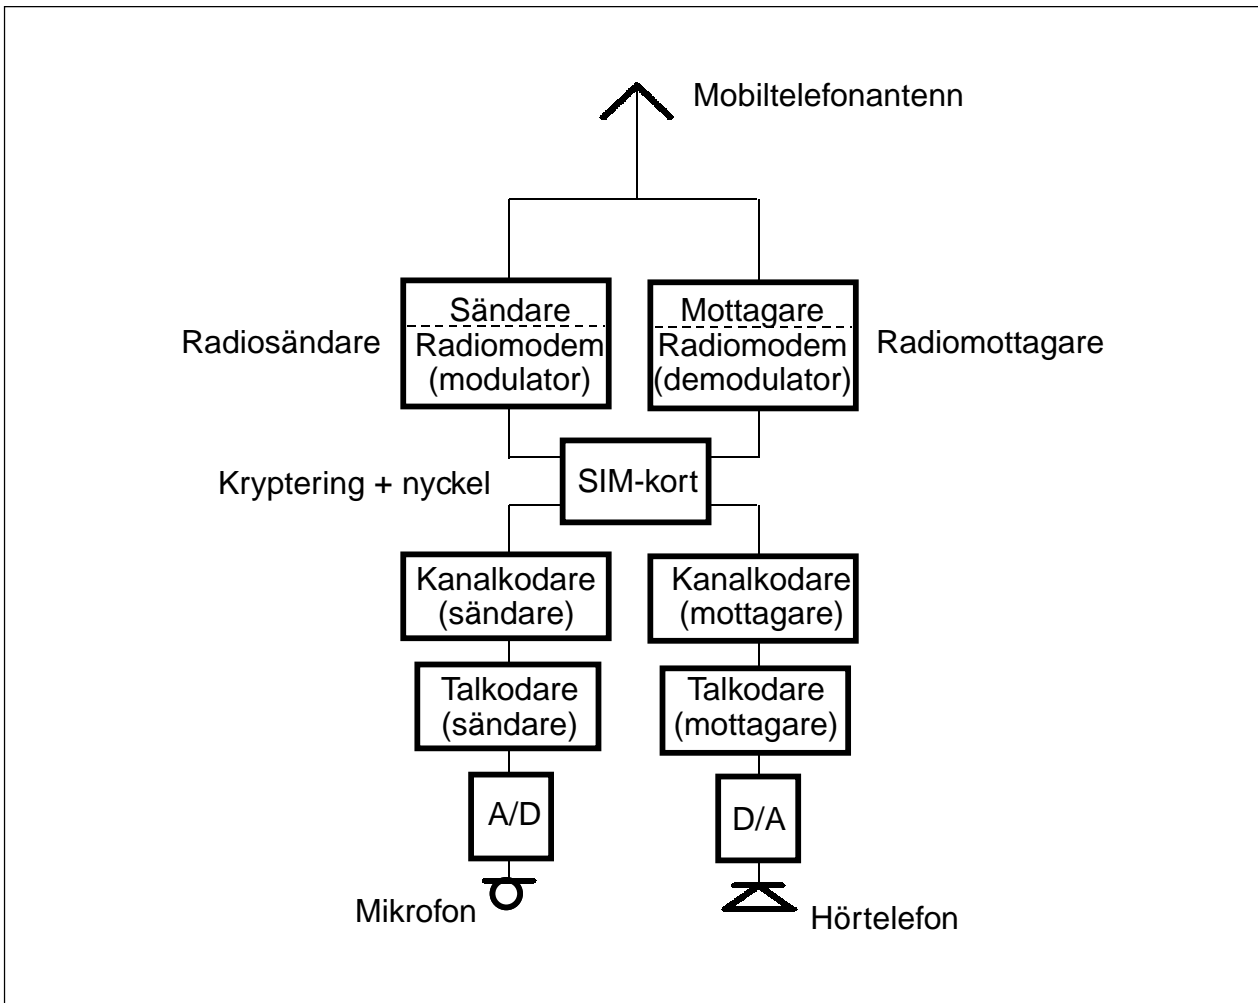 Mobiltelefonantenn
Radiosändare
Sändare
Radiomodem
(modulator)
Mottagare
Radiomodem
(demodulator)
Radiomottagare
Kryptering + nyckel
SIM-kort
Kanalkodare
(sändare)
Kanalkodare
(mottagare)
Talkodare
(sändare)
Talkodare
(mottagare)
A/D
D/A
Mikrofon
Hörtelefon